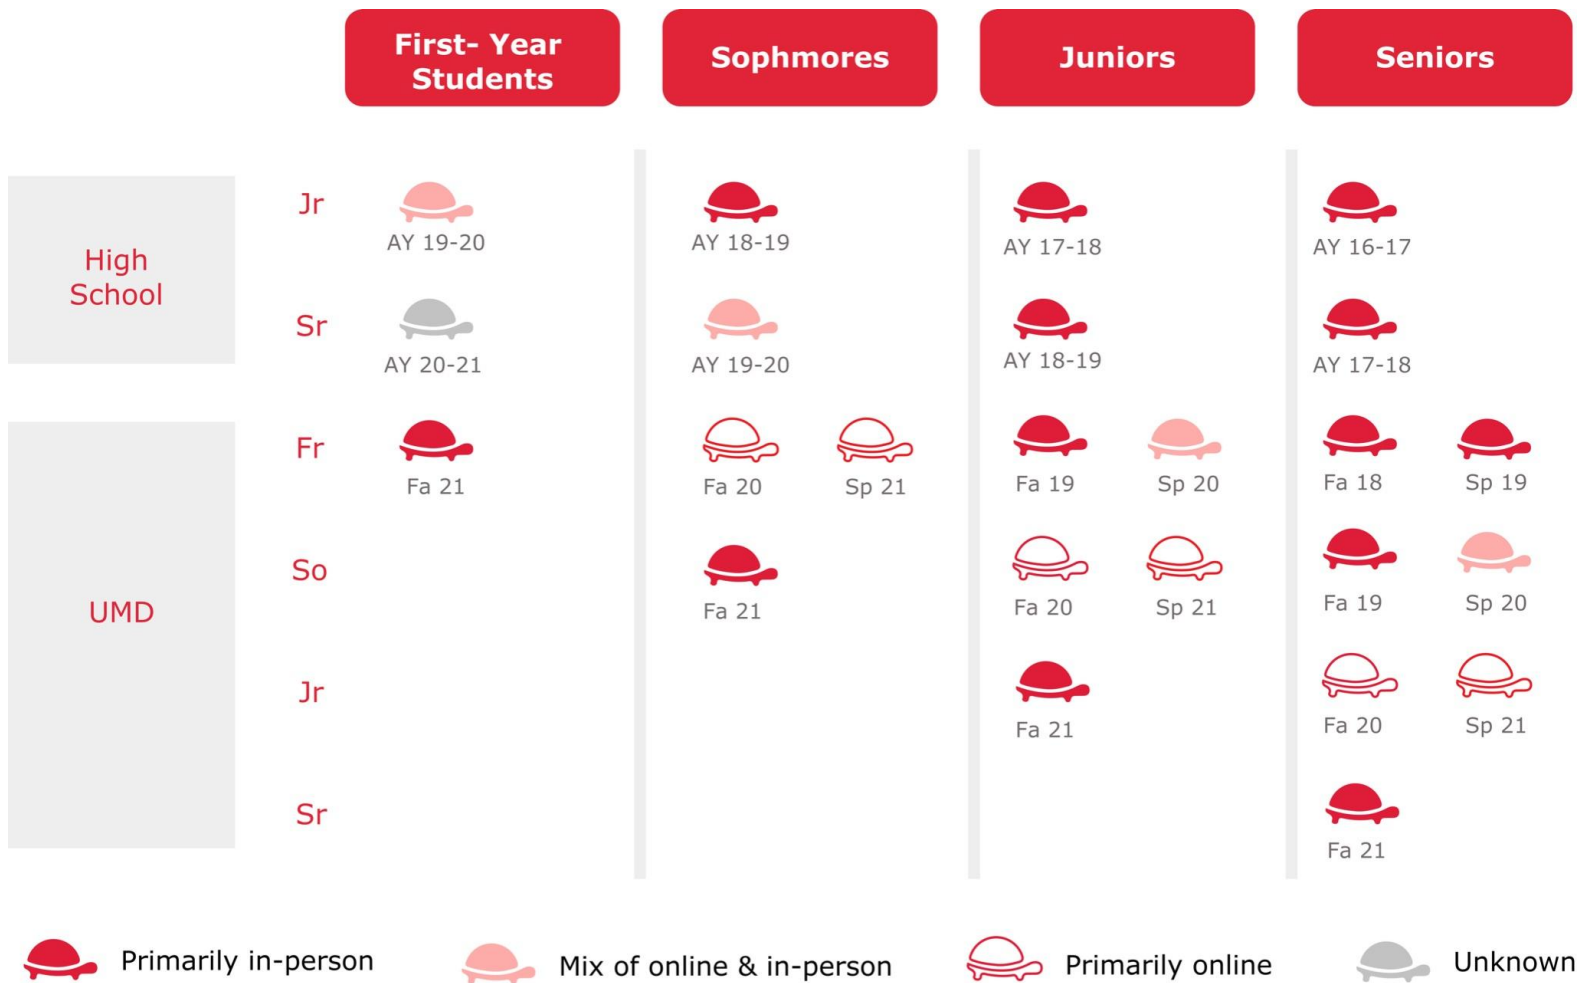 First- Year
Students
Sophmores
Juniors
Seniors
High
School
Jr
AY 19-20
AY 18-19
AY 17-18
AY 16-17
Sr
AY 20-21
AY 19-20
AY 18-19
AY 17-18
UMD
Fr
Fa 21
Fa 20
Sp 21
Fa 19
Sp 20
Fa 18
Sp 19
So
Fa 21
Fa 20
Sp 21
Fa 19
Sp 20
Jr
Fa 21
Fa 20
Sp 21
Sr
Fa 21
Primarily in-person
Mix of online & in-person
Primarily online
Unknown